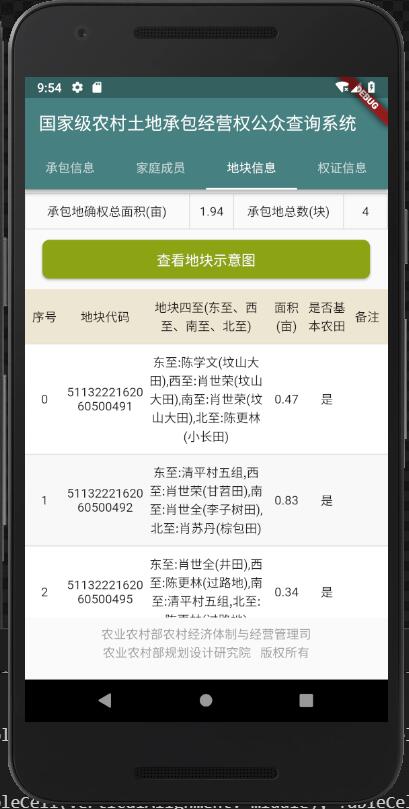 9:54
DEBUG
国家级农村土地承包经营权公众查询系统
承包信息 家庭成员 地块信息 权证信息
承包地确权总面积(亩) 1.94 承包地总数(块) 4
查看地块示意图
序号 地块代码 地块四至(东至、西至、南至、北至) 面积(亩) 是否基本农田 备注
东至:陈学文(坟山大
田),西至:肖世荣(坟山
0 51132221620 大田),南至:肖世荣(坟 0.47 是
60500491 山大田),北至:陈更林
(小长田)
东至:清平村五组,西
1 51132221620 至:肖世荣(甘苕田),南 0.83 是
60500492 至:肖世全(李子树田),
北至:肖苏丹(棕包田)
东至:肖世全(井田),西
2 51132221620 至:陈更林(过路地),南 0.34 是
60500495 至:清平村五组,北至:
农业农村部农村经济体制与经营管理司
农业农村部规划设计研究院 版权所有